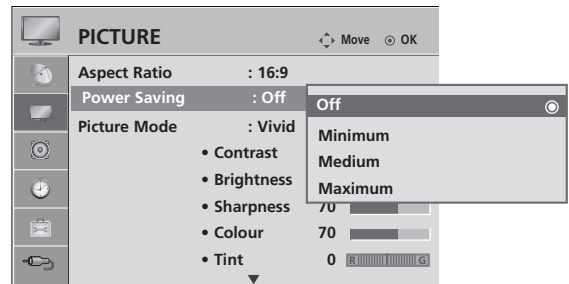 PICTURE
Move OK
Aspect Ratio : 16:9
Power Saving : Off
Picture Mode : Vivid
• Contrast
• Brightness
• Sharpness 70
• Colour 70
• Tint 0 R G
Off
Minimum
Medium
Maximum